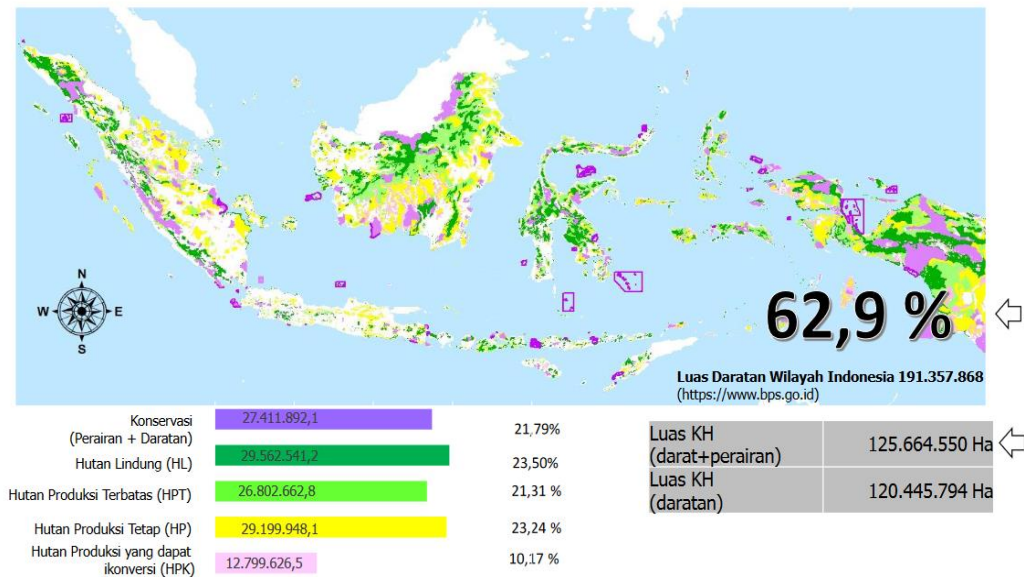 N
W E
S
62,9 %
Luas Daratan Wilayah Indonesia 191.357.868
(https://www.bps.go.id)
Konservasi
(Perairan + Daratan)
27.411.892,1
21,79%
Hutan Lindung (HL)
29.562.541,2
23,50%
Hutan Produksi Terbatas (HPT)
26.802.662,8
21,31 %
Hutan Produksi Tetap (HP)
29.199.948,1
23,24 %
Hutan Produksi yang dapat
ikonversi (HPK)
12.799.626,5
10,17 %
Luas KH
(darat+perairan)
125.664.550 Ha
Luas KH
(daratan)
120.445.794 Ha